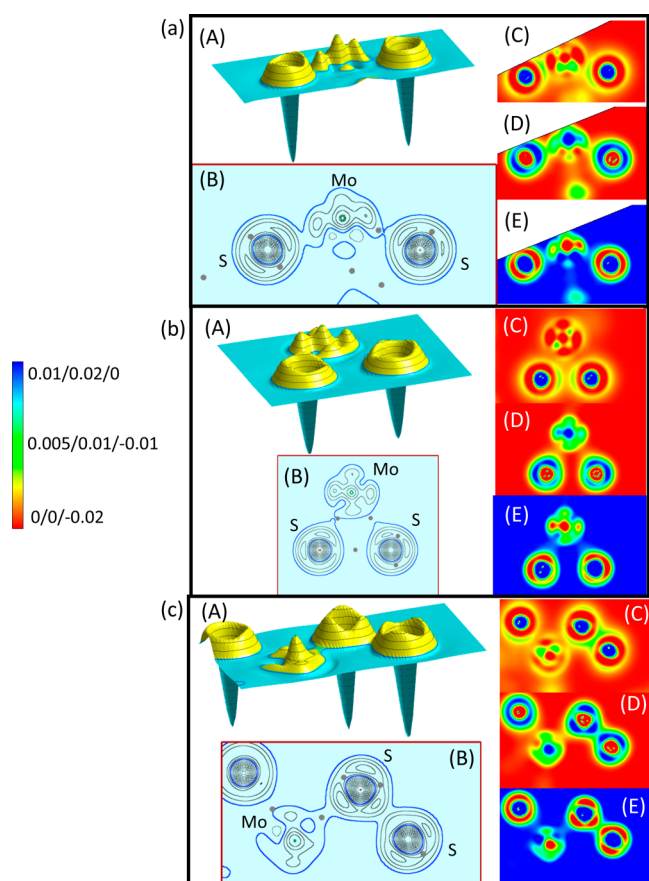 (a)
(A)
(C)
(D)
(B)
Mo
S
S
(E)
(b)
(A)
(C)
0.01/0.02/0
0.005/0.01/-0.01
0/0/-0.02
(D)
(B)
Mo
S
S
(E)
(c)
(A)
(C)
(D)
(B)
S
Mo
S
(E)